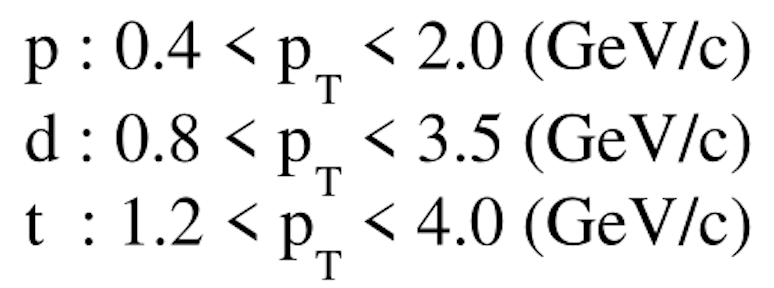 p : 0.4 < p_T < 2.0 (GeV/c)
d : 0.8 < p_T < 3.5 (GeV/c)
t : 1.2 < p_T < 4.0 (GeV/c)